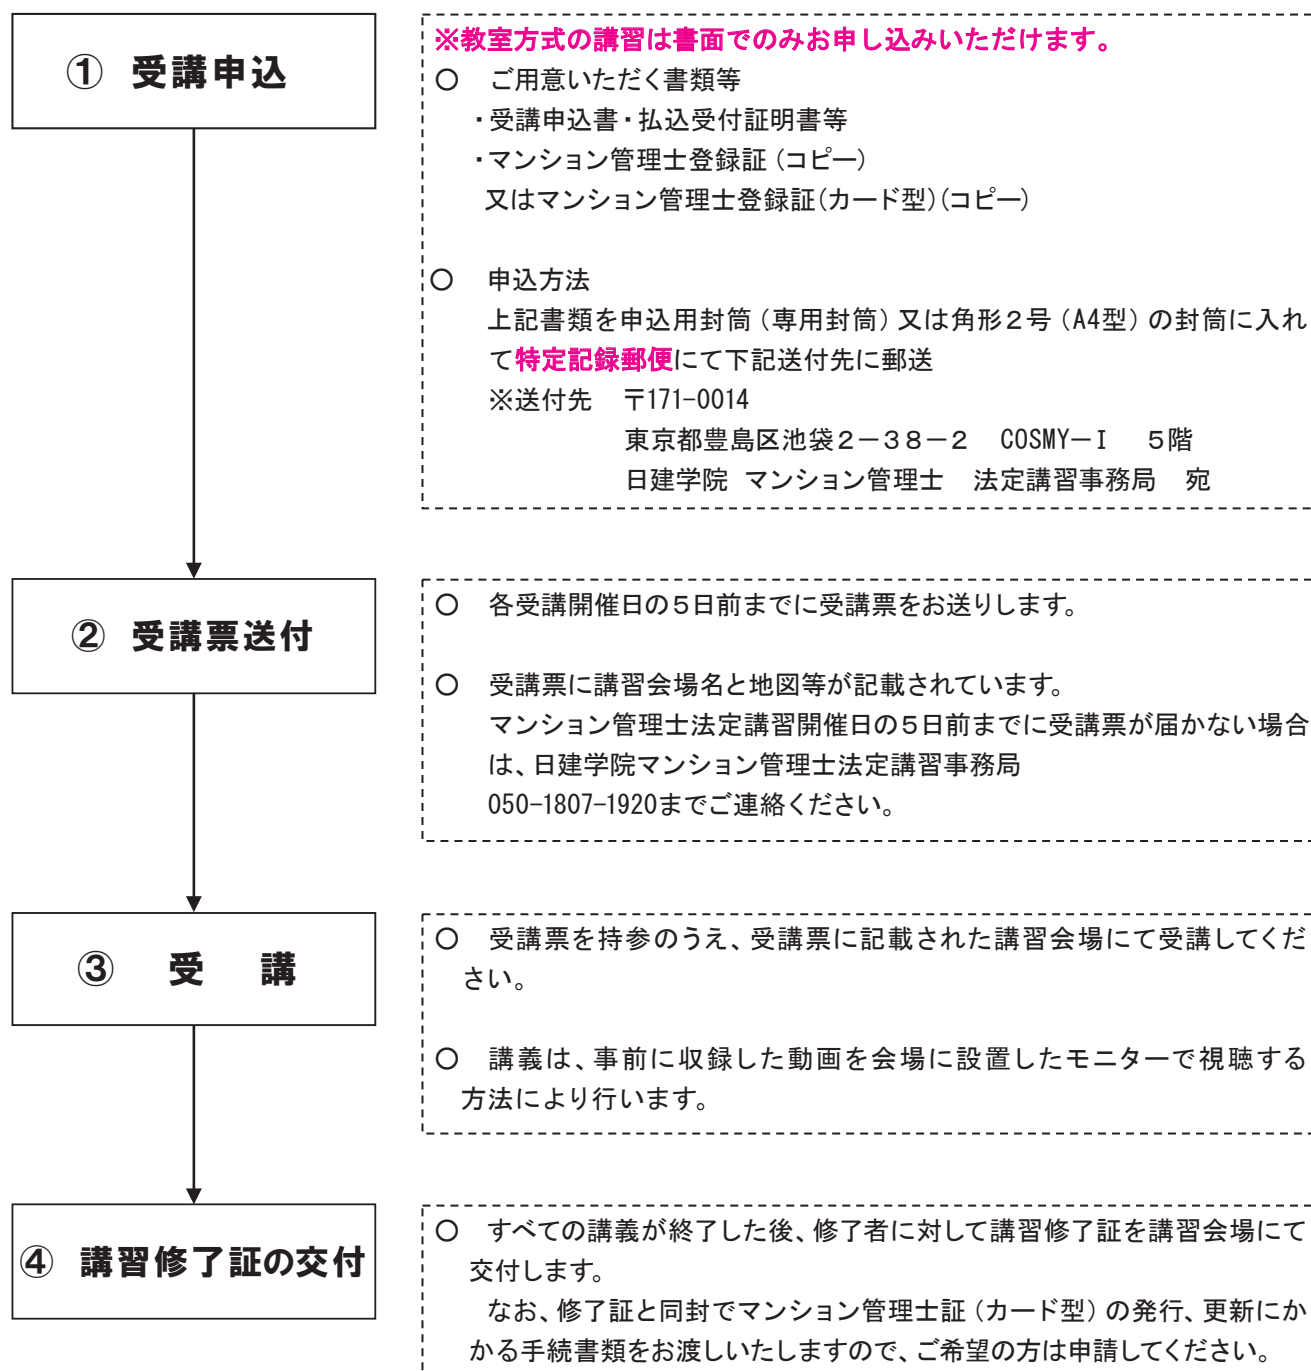 ① 受講申込
※教室方式の講習は書面でのみお申し込みいただけます。
○ ご用意いただく書類等
・受講申込書・払込受付証明書等
・マンション管理士登録証（コピー）
又はマンション管理士登録証（カード型）（コピー）
○ 申込方法
上記書類を申込用封筒（専用封筒）又は角形２号（A4型）の封筒に入れ
て特定記録郵便にて下記送付先に郵送
※送付先 〒171-0014
東京都豊島区池袋２－３８－２ COSMY－I ５階
日建学院 マンション管理士 法定講習事務局 宛
② 受講票送付
○ 各受講開催日の５日前までに受講票をお送りします。
○ 受講票に講習会場名と地図等が記載されています。
マンション管理士法定講習開催日の５日前までに受講票が届かない場合
は、日建学院マンション管理士法定講習事務局
050-1807-1920までご連絡ください。
③ 受 講
○ 受講票を持参のうえ、受講票に記載された講習会場にて受講してくだ
さい。
○ 講義は、事前に収録した動画を会場に設置したモニターで視聴する
方法により行います。
④ 講習修了証の交付
○ すべての講義が終了した後、修了者に対して講習修了証を講習会場にて
交付します。
なお、修了証と同封でマンション管理士証（カード型）の発行、更新にか
かる手続書類をお渡しいたしますので、ご希望の方は申請してください。